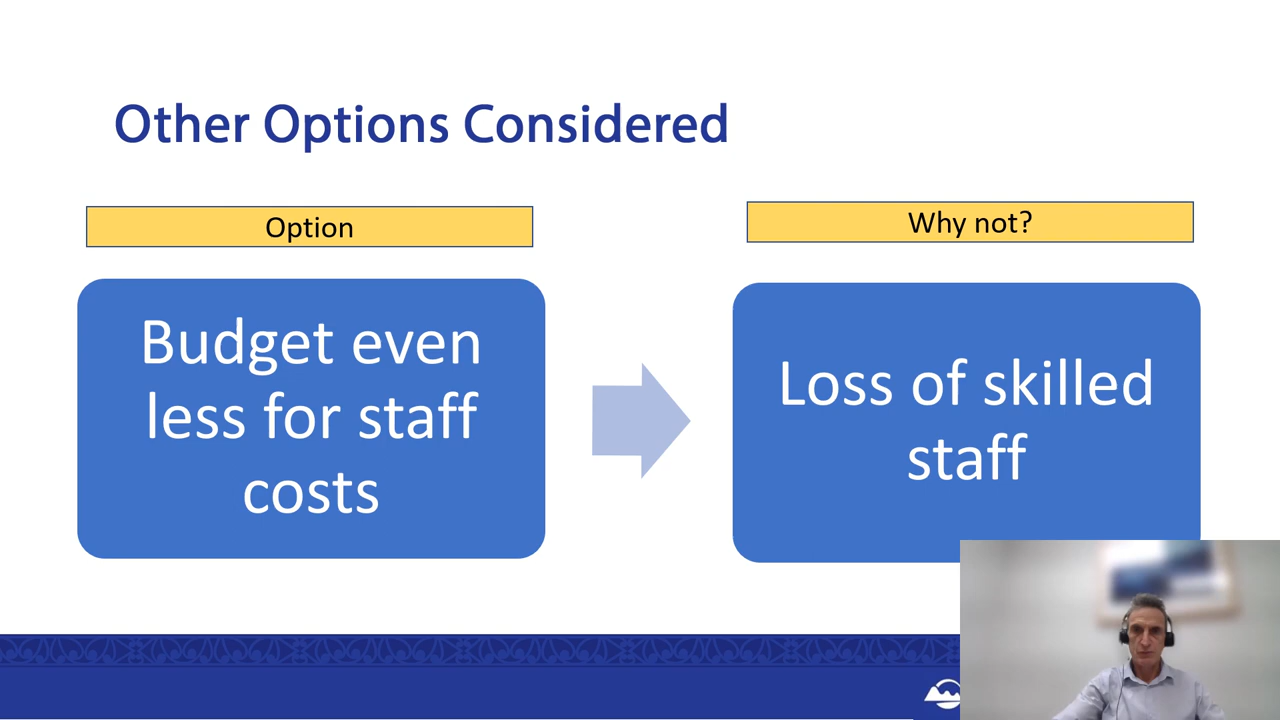 Other Options Considered
Option
Why not?
Budget even
less for staff
costs
Loss of skilled
staff